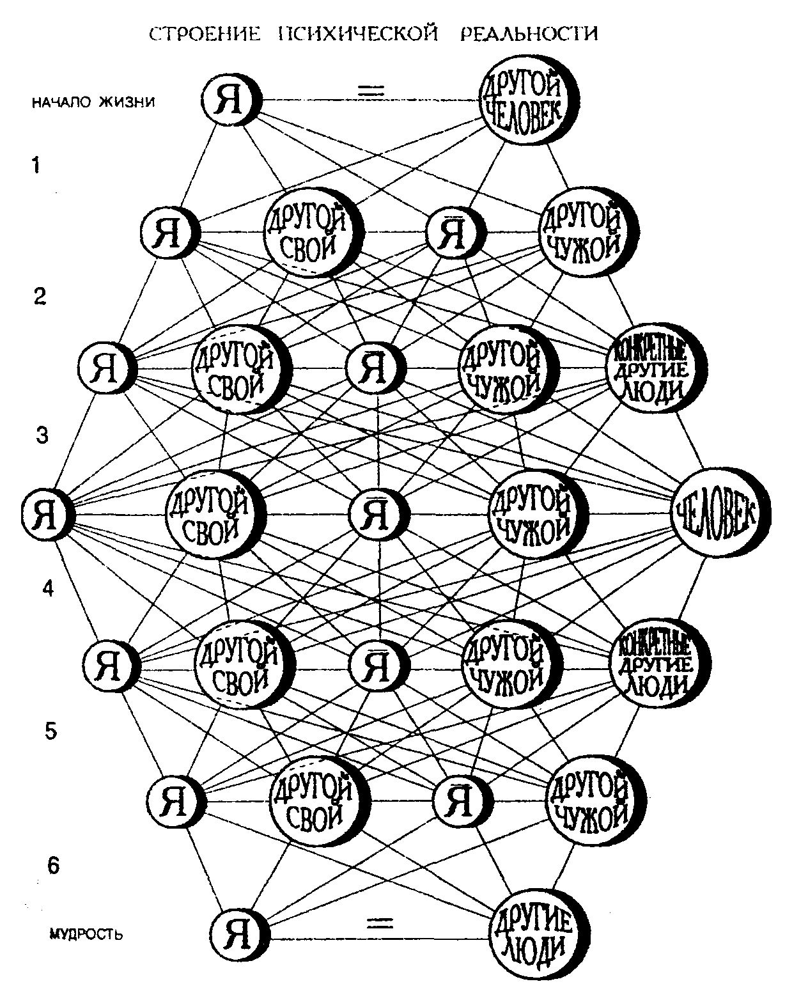 СТРОЕНИЕ ПСИХИЧЕСКОЙ РЕАЛЬНОСТИ
НАЧАЛО ЖИЗНИ
Я
=
ДРУГОЙ
ЧЕЛОВЕК
1
Я
ДРУГОЙ
СВОЙ
Я̅
ДРУГОЙ
ЧУЖОЙ
2
Я
ДРУГОЙ
СВОЙ
Я̅
ДРУГОЙ
ЧУЖОЙ
КОНКРЕТНЫЕ
ДРУГИЕ
ЛЮДИ
3
Я
ДРУГОЙ
СВОЙ
Я̅
ДРУГОЙ
ЧУЖОЙ
ЧЕЛОВЕК
4
Я
ДРУГОЙ
СВОЙ
Я̅
ДРУГОЙ
ЧУЖОЙ
КОНКРЕТНЫЕ
ДРУГИЕ
ЛЮДИ
5
Я
ДРУГОЙ
СВОЙ
Я̅
ДРУГОЙ
ЧУЖОЙ
6
МУДРОСТЬ
Я
=
ДРУГИЕ
ЛЮДИ